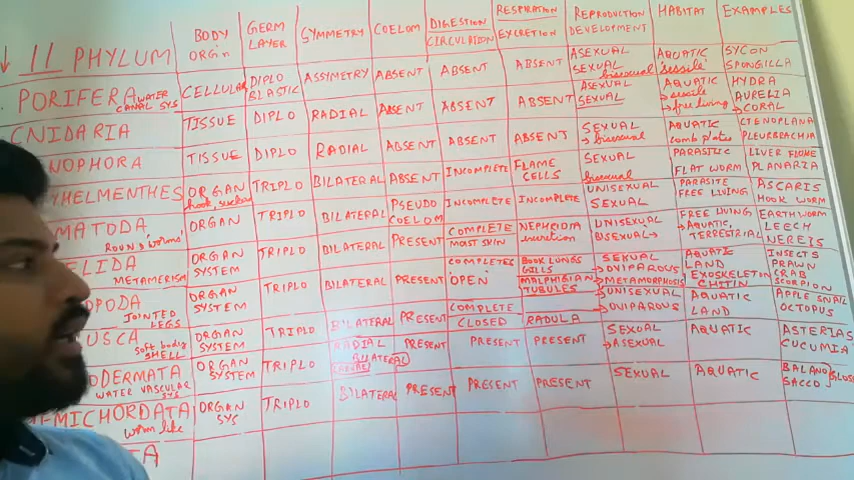 ↓ 11 PHYLUM
BODY ORGin
GERM LAYER
SYMMETRY
COELOM
DIGESTION CIRCULATION
RESPIRATION EXCRETION
REPRODUCTION DEVELOPMENT
HABITAT
EXAMPLES
PORIFERA WATER CANAL SYS
CELLULAR
DIPLO BLASTIC
ASSYMETRY
ABSENT
ABSENT
ABSENT
ASEXUAL SEXUAL bisexual
AQUATIC 'sessile'
SYCON SPONGILLA
CNIDARIA
TISSUE
DIPLO
RADIAL
ABSENT
ABSENT
ABSENT
ASEXUAL SEXUAL
AQUATIC → sessile → free living
HYDRA AURELIA → CORAL
NOPHORA
TISSUE
DIPLO
RADIAL
ABSENT
ABSENT
ABSENT
SEXUAL → bisexual
AQUATIC comb plates
CTENOPLANA PLEURBACHIA
YHELMENTHES
ORGAN hook, sucker
TRIPLO
BILATERAL
ABSENT
INCOMPLETE
FLAME CELLS
SEXUAL bisexual
PARASITIC FLAT WORM
LIVER FLUKE PLANARIA
MATODA ROUND 'worms'
ORGAN
TRIPLO
BILATERAL
PSEUDO COELOM
INCOMPLETE
INCOMPLETE
UNISEXUAL SEXUAL
PARASITE FREE LIVING
ASCARIS HOOK WORM
ELIDA METAMERISM
ORGAN SYSTEM
TRIPLO
BILATERAL
PRESENT
COMPLETE MOIST SKIN
NEPHRIDIA excretion
UNISEXUAL BISEXUAL→
FREE LIVING → AQUATIC, TERRESTRIAL
EARTHWORM LEECH NEREIS
OPODA JOINTED LEGS
ORGAN SYSTEM
TRIPLO
BILATERAL
PRESENT
COMPLETES 'OPEN'
BOOK LUNGS GILLS MALPHIGIAN TUBULES
SEXUAL → OVIPAROUS → METAMORPHOSIS
AQUATIC LAND EXOSKELETON CHITIN
INSECTS PRAWN CRAB SCORPION
USCA soft body SHELL
ORGAN SYSTEM
TRIPLO
BILATERAL
PRESENT
COMPLETE CLOSED
RADULA
→ UNISEXUAL → OVIPAROUS
AQUATIC LAND
APPLE SNAIL OCTOPUS
ODERMATA WATER VASCULAR SYS
ORGAN SYSTEM
TRIPLO
RADIAL BILATERAL
PRESENT
PRESENT
PRESENT
SEXUAL → ASEXUAL
AQUATIC
ASTERIAS CUCUMIA
MICHORDATA worm like
ORGAN SYS
TRIPLO
BILATERAL
PRESENT
PRESENT
PRESENT
SEXUAL
AQUATIC
BALANO SACCO GLOSS
TA